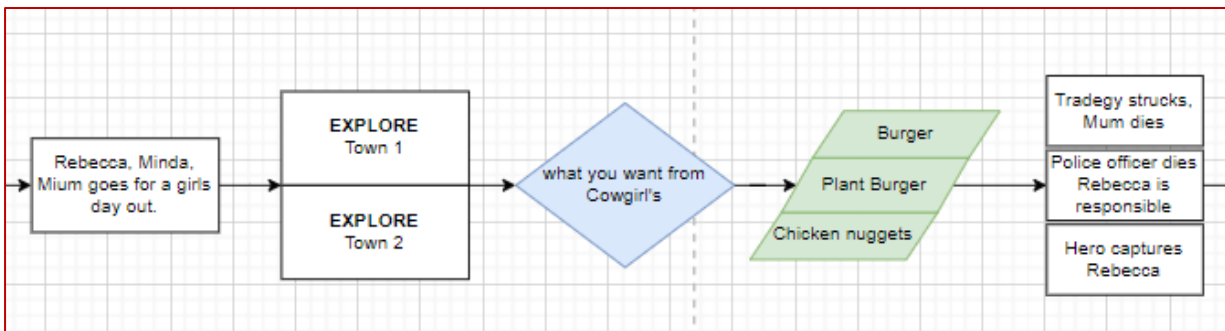 Rebecca, Minda,
Mium goes for a girls
day out.
EXPLORE
Town 1
EXPLORE
Town 2
what you want from
Cowgirl's
Burger
Plant Burger
Chicken nuggets
Tradegy strucks,
Mum dies
Police officer dies
Rebecca is
responsible
Hero captures
Rebecca